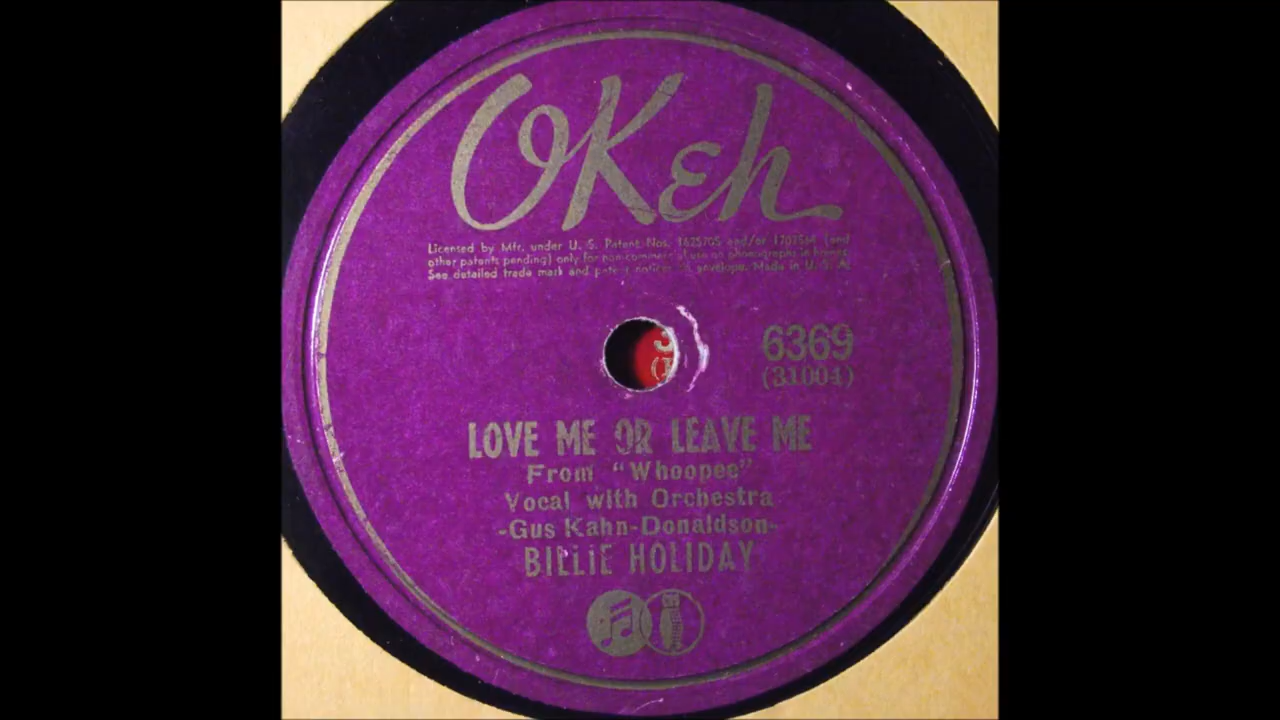 OKeh
Licensed by Mfr. under U. S. Patent Nos. 1625705 and/or 1702564 (and
other patents pending) only for non-commercial use on phonographs in homes.
See detailed trade mark and patent notices on envelope. Made in U. S. A.
6369
(31004)
LOVE ME OR LEAVE ME
From "Whoopee"
Vocal with Orchestra
-Gus Kahn-Donaldson-
BILLIE HOLIDAY